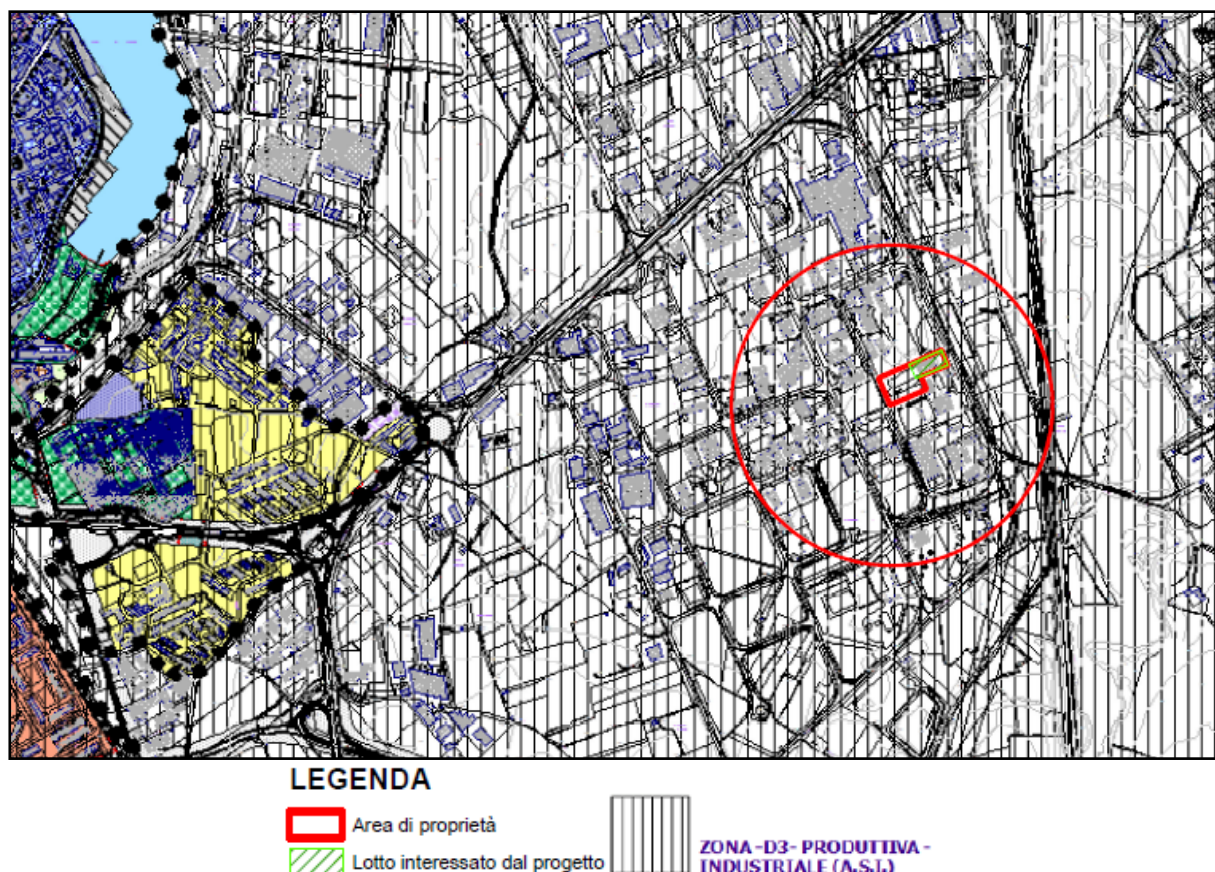 LEGENDA
Area di proprietà
Lotto interessato dal progetto
ZONA -D3- PRODUTTIVA -
INDUSTRIALE (A.S.I.)